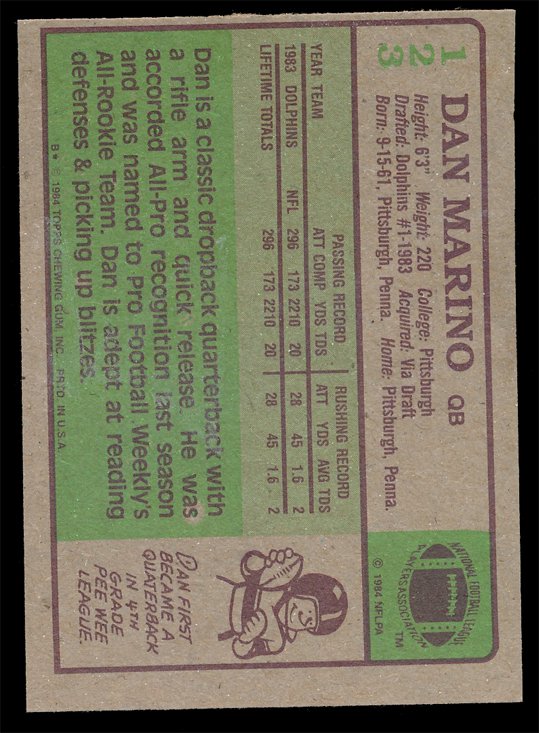 123
DAN MARINO QB
Height: 6'3" Weight: 220 College: Pittsburgh
Drafted: Dolphins #1-1983 Acquired: Via Draft
Born: 9-15-61, Pittsburgh, Penna. Home: Pittsburgh, Penna.
NATIONAL FOOTBALL LEAGUE
PLAYERS ASSOCIATION
TM
© 1984 NFLPA
PASSING RECORD RUSHING RECORD
YEAR TEAM ATT COMP YDS TDS ATT YDS AVG TDS
1983 DOLPHINS NFL 296 173 2210 20 28 45 1.6 2
LIFETIME TOTALS 296 173 2210 20 28 45 1.6 2
Dan is a classic dropback quarterback with
a rifle arm and quick release. He was
accorded All-Pro recognition last season
and was named to Pro Football Weekly's
All-Rookie Team. Dan is adept at reading
defenses & picking up blitzes.
B* © 1984 TOPPS CHEWING GUM, INC. PRTD. IN U.S.A.
DAN FIRST
BECAME A
QUATERBACK
IN 4TH
GRADE
PEE WEE
LEAGUE.